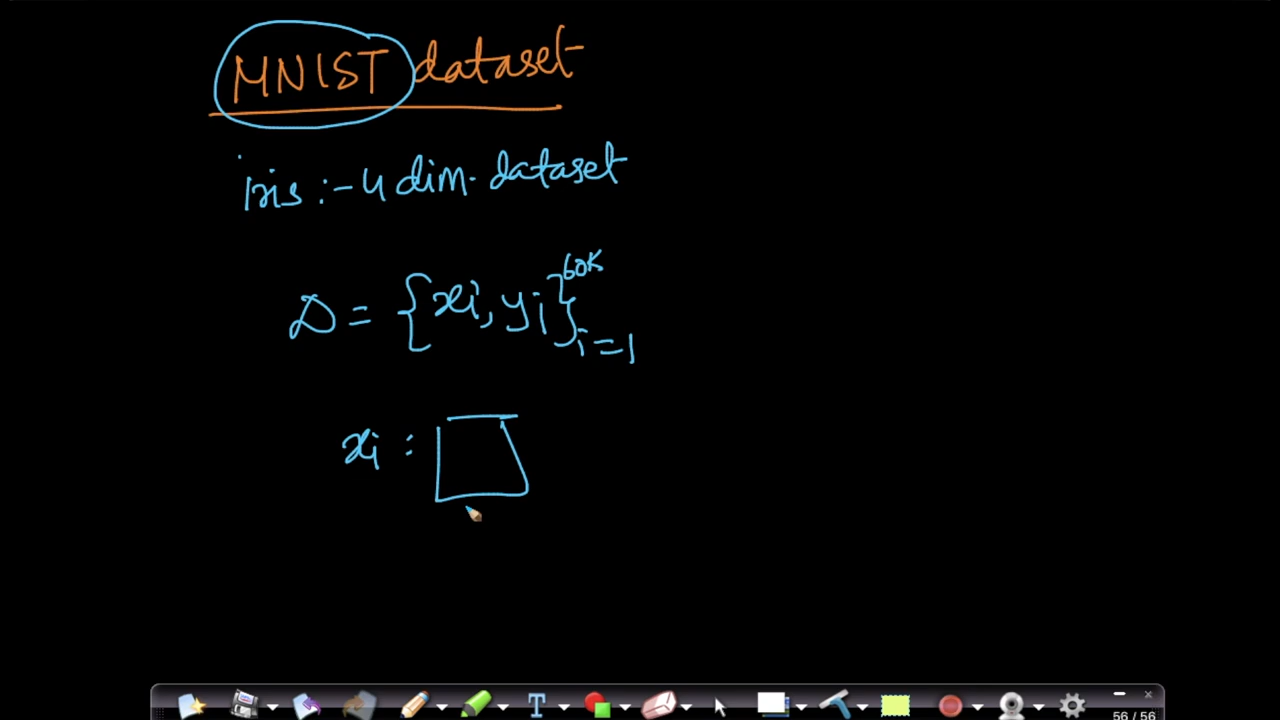 MNIST dataset
iris :- 4 dim. dataset
D = {xi, yi}60K i=1
xi :
T
56 / 56